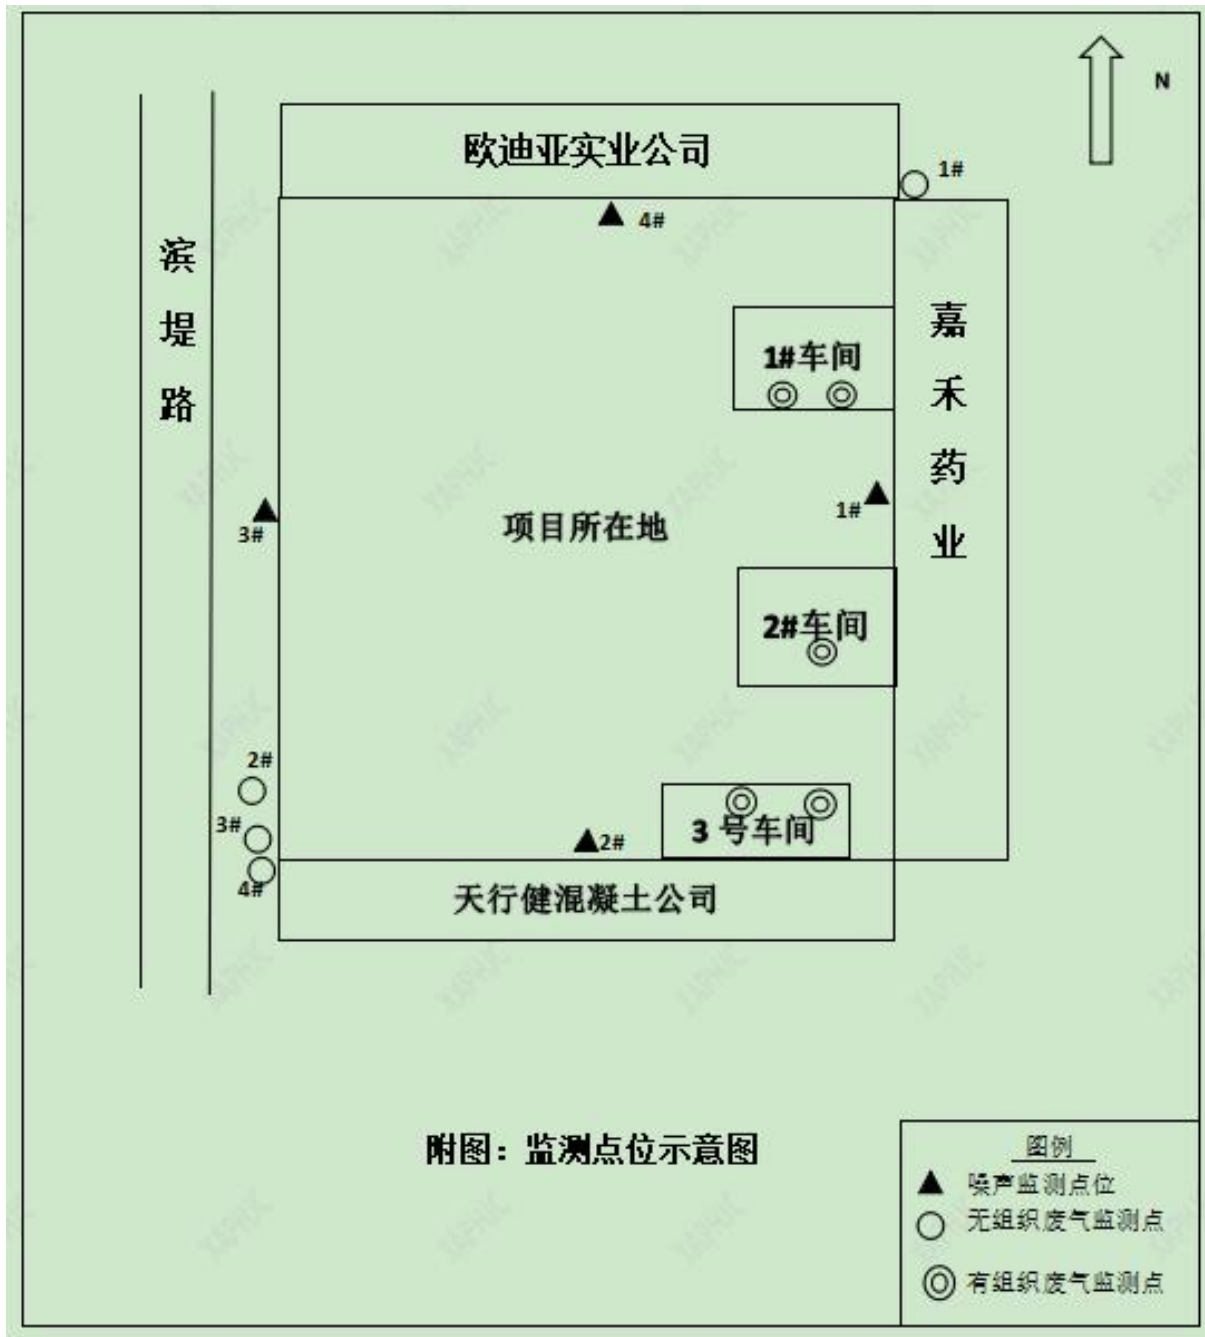 N
欧迪亚实业公司
1#
4#
滨堤路
嘉禾药业
1#车间
3#
项目所在地
1#
2#车间
2#
3#
4#
2#
3号车间
天行健混凝土公司
附图：监测点位示意图
图例
噪声监测点位
无组织废气监测点
有组织废气监测点
XAPHJC